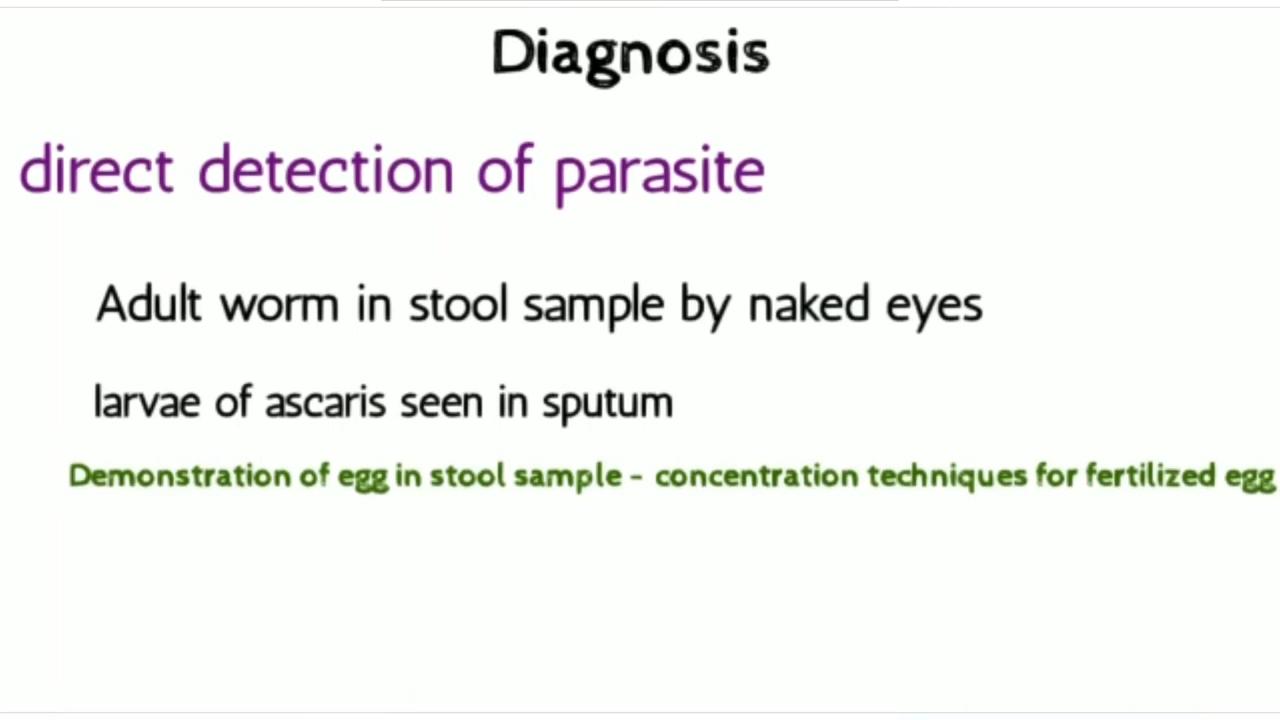 Diagnosis
direct detection of parasite
Adult worm in stool sample by naked eyes
larvae of ascaris seen in sputum
Demonstration of egg in stool sample - concentration techniques for fertilized egg